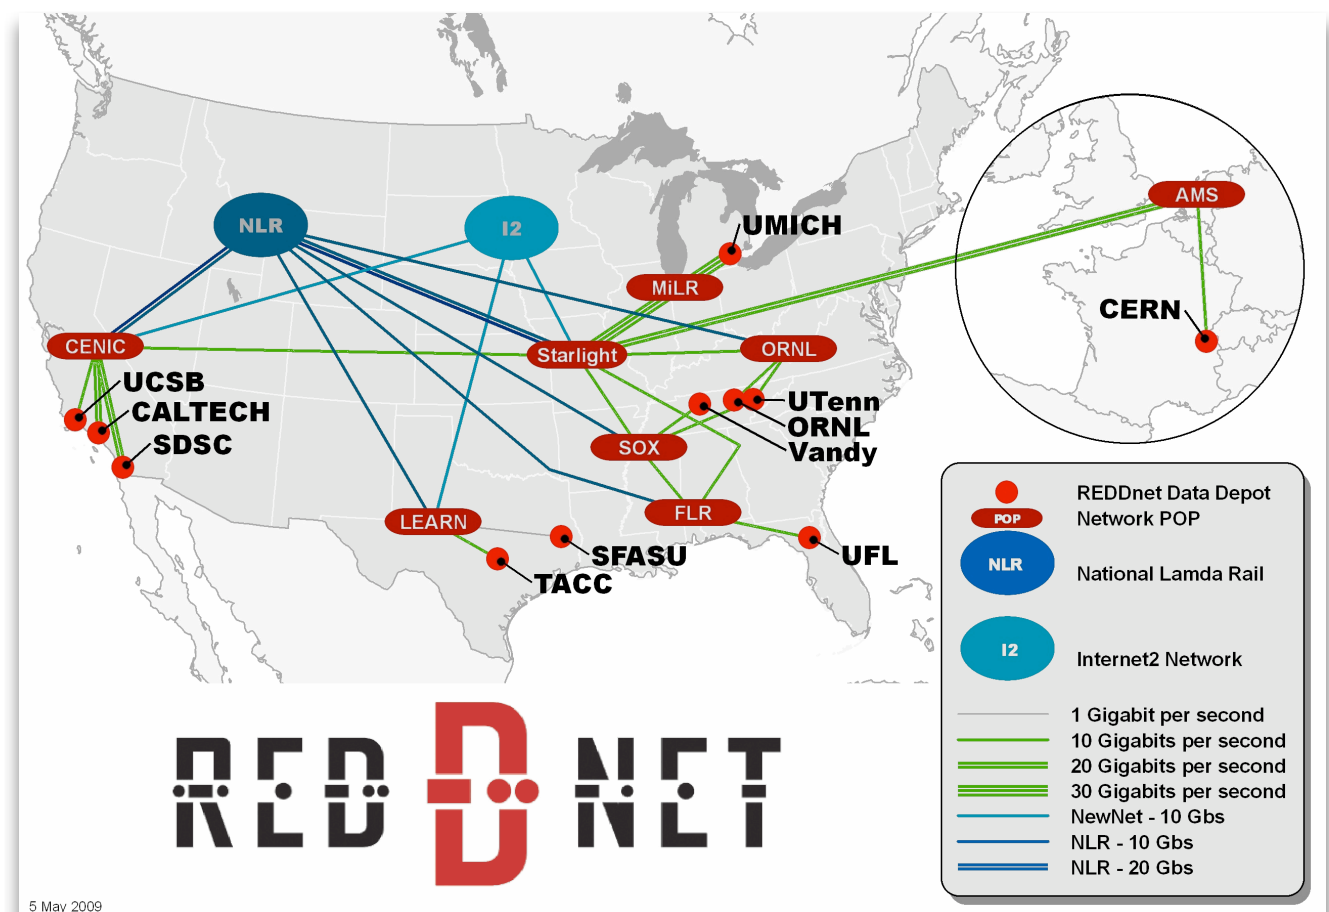 NLR
I2
UMICH
AMS
MiLR
CERN
CENIC
Starlight
ORNL
UCSB
CALTECH
SDSC
UTenn
ORNL
Vandy
SOX
LEARN
FLR
SFASU
UFL
TACC
REDDnet Data Depot
POP
Network POP
NLR
National Lamda Rail
I2
Internet2 Network
1 Gigabit per second
10 Gigabits per second
20 Gigabits per second
30 Gigabits per second
NewNet - 10 Gbs
NLR - 10 Gbs
NLR - 20 Gbs
RED D NET
5 May 2009